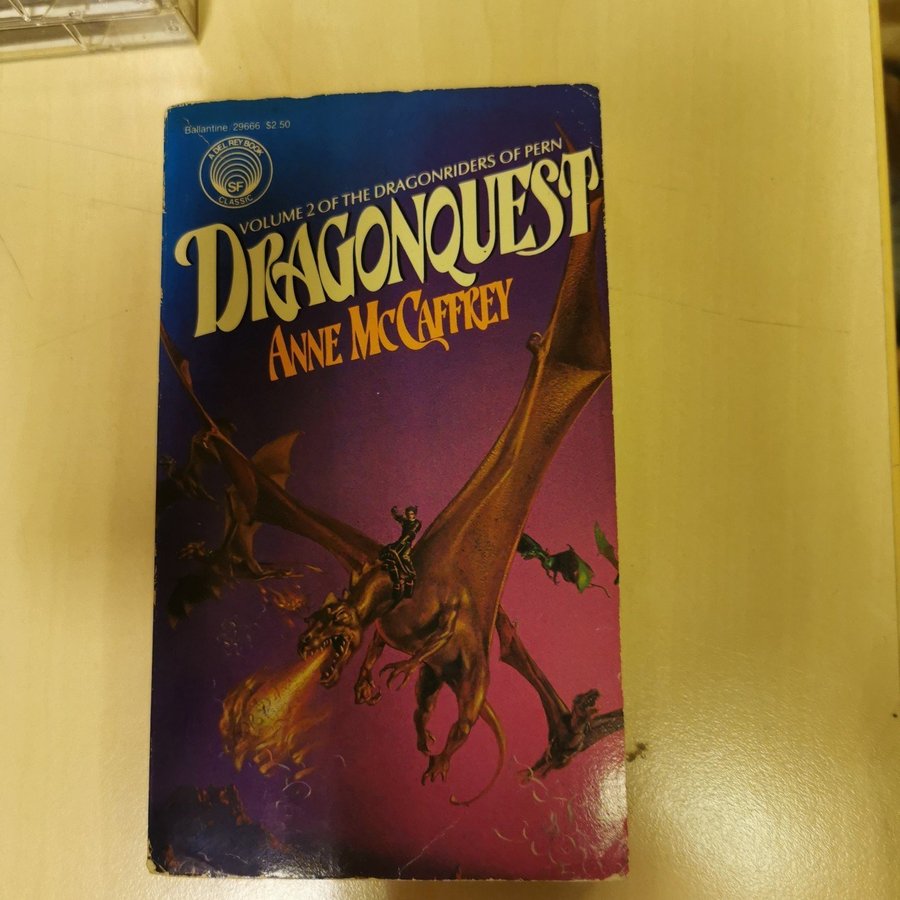 Ballantine 29666 $2.50
A DEL REY BOOK
SF
CLASSIC
VOLUME 2 OF THE DRAGONRIDERS OF PERN
DRAGONQUEST
ANNE McCAFFREY